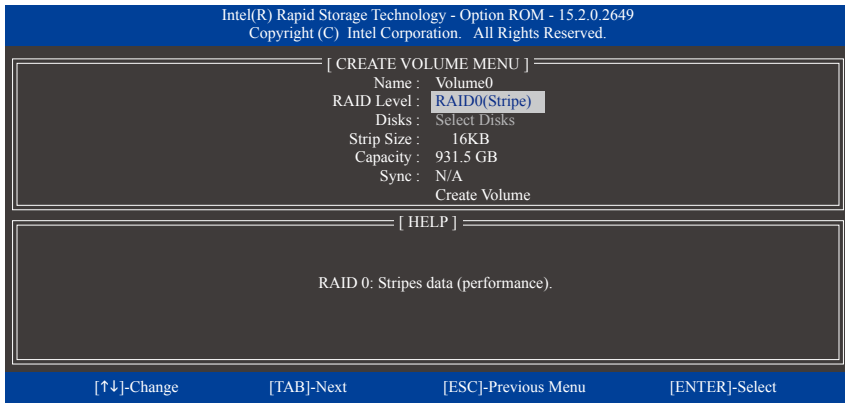 Intel(R) Rapid Storage Technology - Option ROM - 15.2.0.2649
Copyright (C) Intel Corporation. All Rights Reserved.
[ CREATE VOLUME MENU ]
Name : Volume0
RAID Level : RAID0(Stripe)
Disks : Select Disks
Strip Size : 16KB
Capacity : 931.5 GB
Sync : N/A
Create Volume
[ HELP ]
RAID 0: Stripes data (performance).
[↑↓]-Change [TAB]-Next [ESC]-Previous Menu [ENTER]-Select